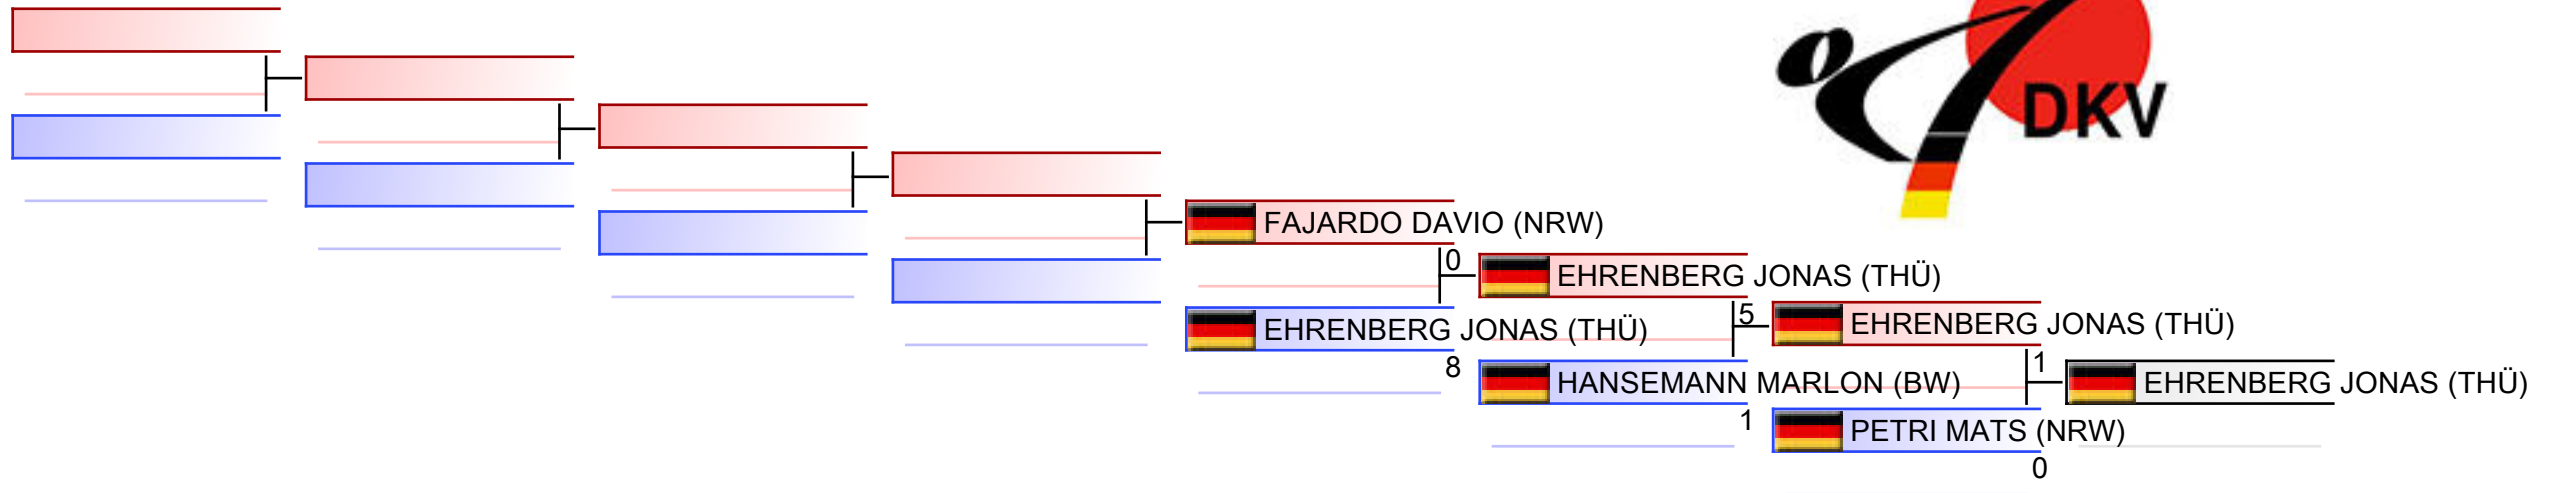 DKV
FAJARDO DAVIO (NRW)
0
EHRENBERG JONAS (THÜ)
EHRENBERG JONAS (THÜ)
8
5
EHRENBERG JONAS (THÜ)
HANSEMANN MARLON (BW)
1
1
EHRENBERG JONAS (THÜ)
PETRI MATS (NRW)
0